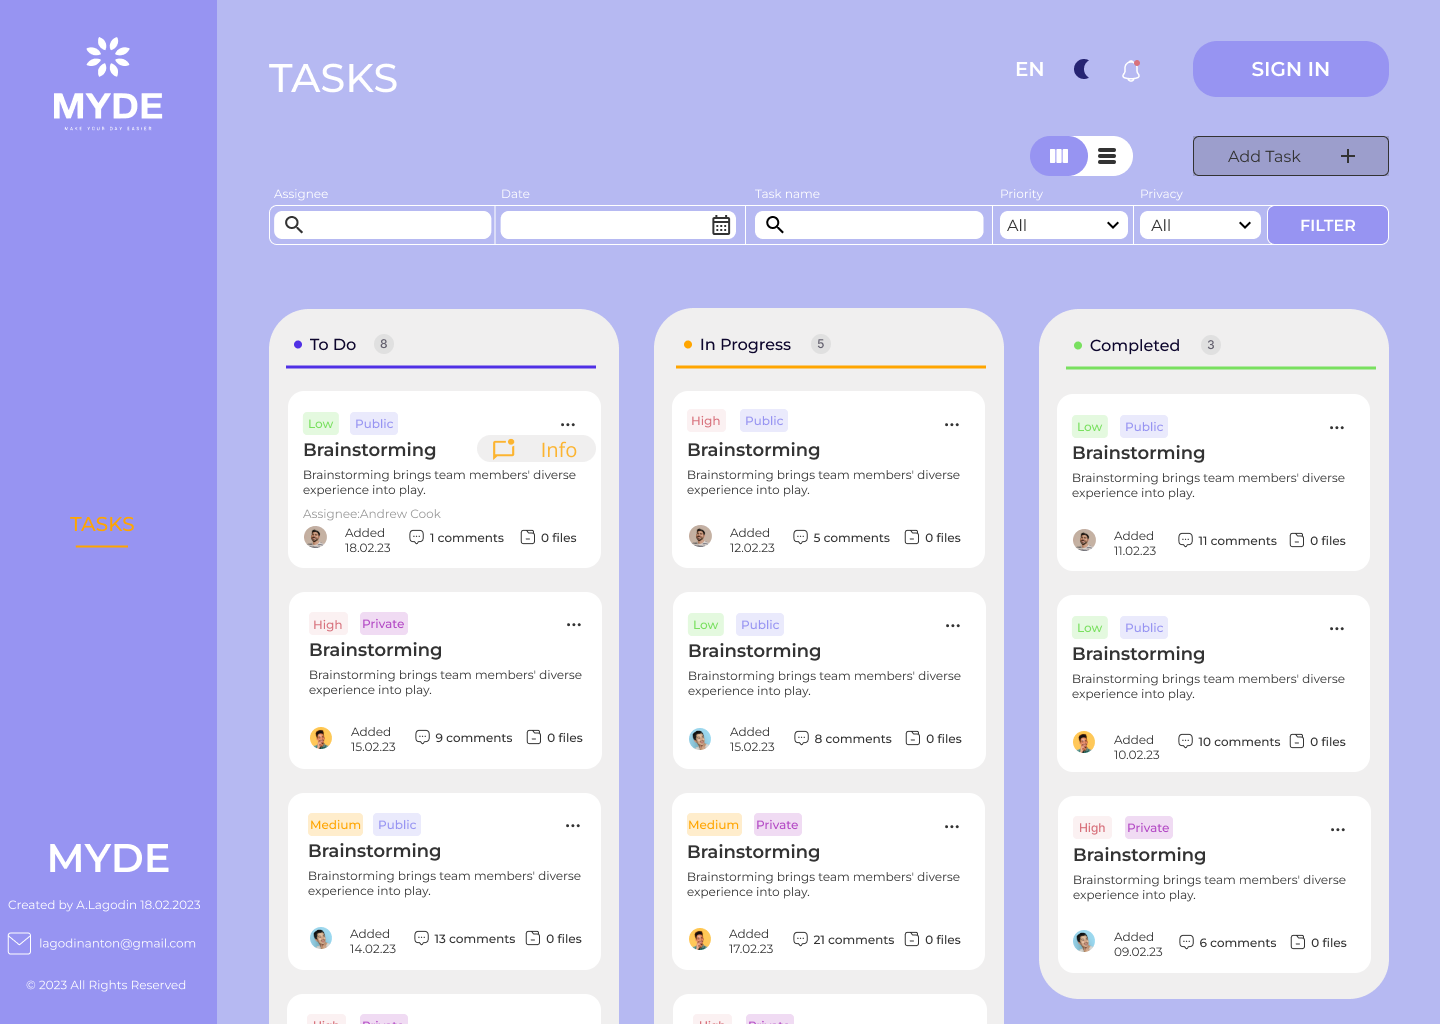 MYDE
MAKE YOUR DAY EASIER
TASKS
EN
SIGN IN
Add Task
Assignee
Date
Task name
Priority
Privacy
All
All
FILTER
To Do
8
Low
Public
Brainstorming
Info
Brainstorming brings team members' diverse
experience into play.
Assignee:Andrew Cook
Added
18.02.23
1 comments
0 files
High
Private
Brainstorming
Brainstorming brings team members' diverse
experience into play.
Added
15.02.23
9 comments
0 files
Medium
Public
Brainstorming
Brainstorming brings team members' diverse
experience into play.
Added
14.02.23
13 comments
0 files
High
Private
In Progress
5
High
Public
Brainstorming
Brainstorming brings team members' diverse
experience into play.
Added
12.02.23
5 comments
0 files
Low
Public
Brainstorming
Brainstorming brings team members' diverse
experience into play.
Added
15.02.23
8 comments
0 files
Medium
Private
Brainstorming
Brainstorming brings team members' diverse
experience into play.
Added
17.02.23
21 comments
0 files
High
Private
Completed
3
Low
Public
Brainstorming
Brainstorming brings team members' diverse
experience into play.
Added
11.02.23
11 comments
0 files
Low
Public
Brainstorming
Brainstorming brings team members' diverse
experience into play.
Added
10.02.23
10 comments
0 files
High
Private
Brainstorming
Brainstorming brings team members' diverse
experience into play.
Added
09.02.23
6 comments
0 files
TASKS
MYDE
Created by A.Lagodin 18.02.2023
lagodinanton@gmail.com
© 2023 All Rights Reserved